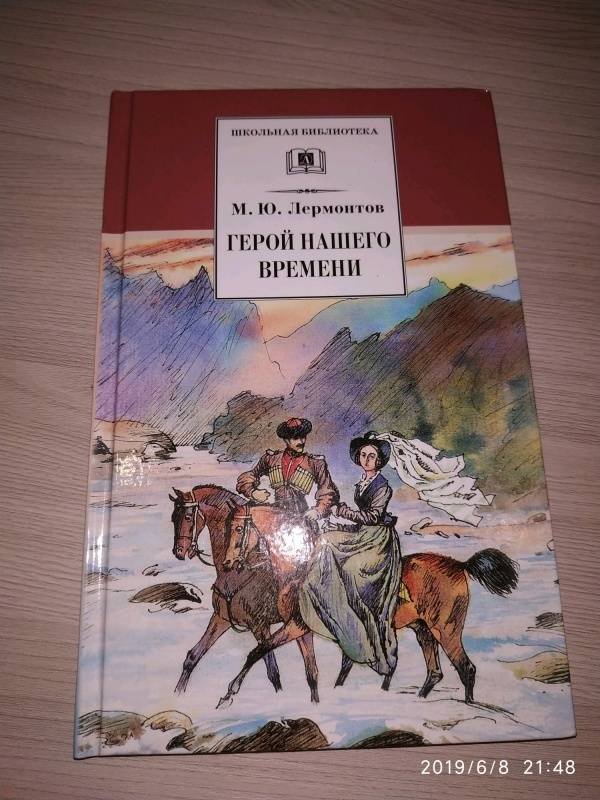 ШКОЛЬНАЯ БИБЛИОТЕКА
М. Ю. Лермонтов
ГЕРОЙ НАШЕГО
ВРЕМЕНИ
2019/6/8 21:48